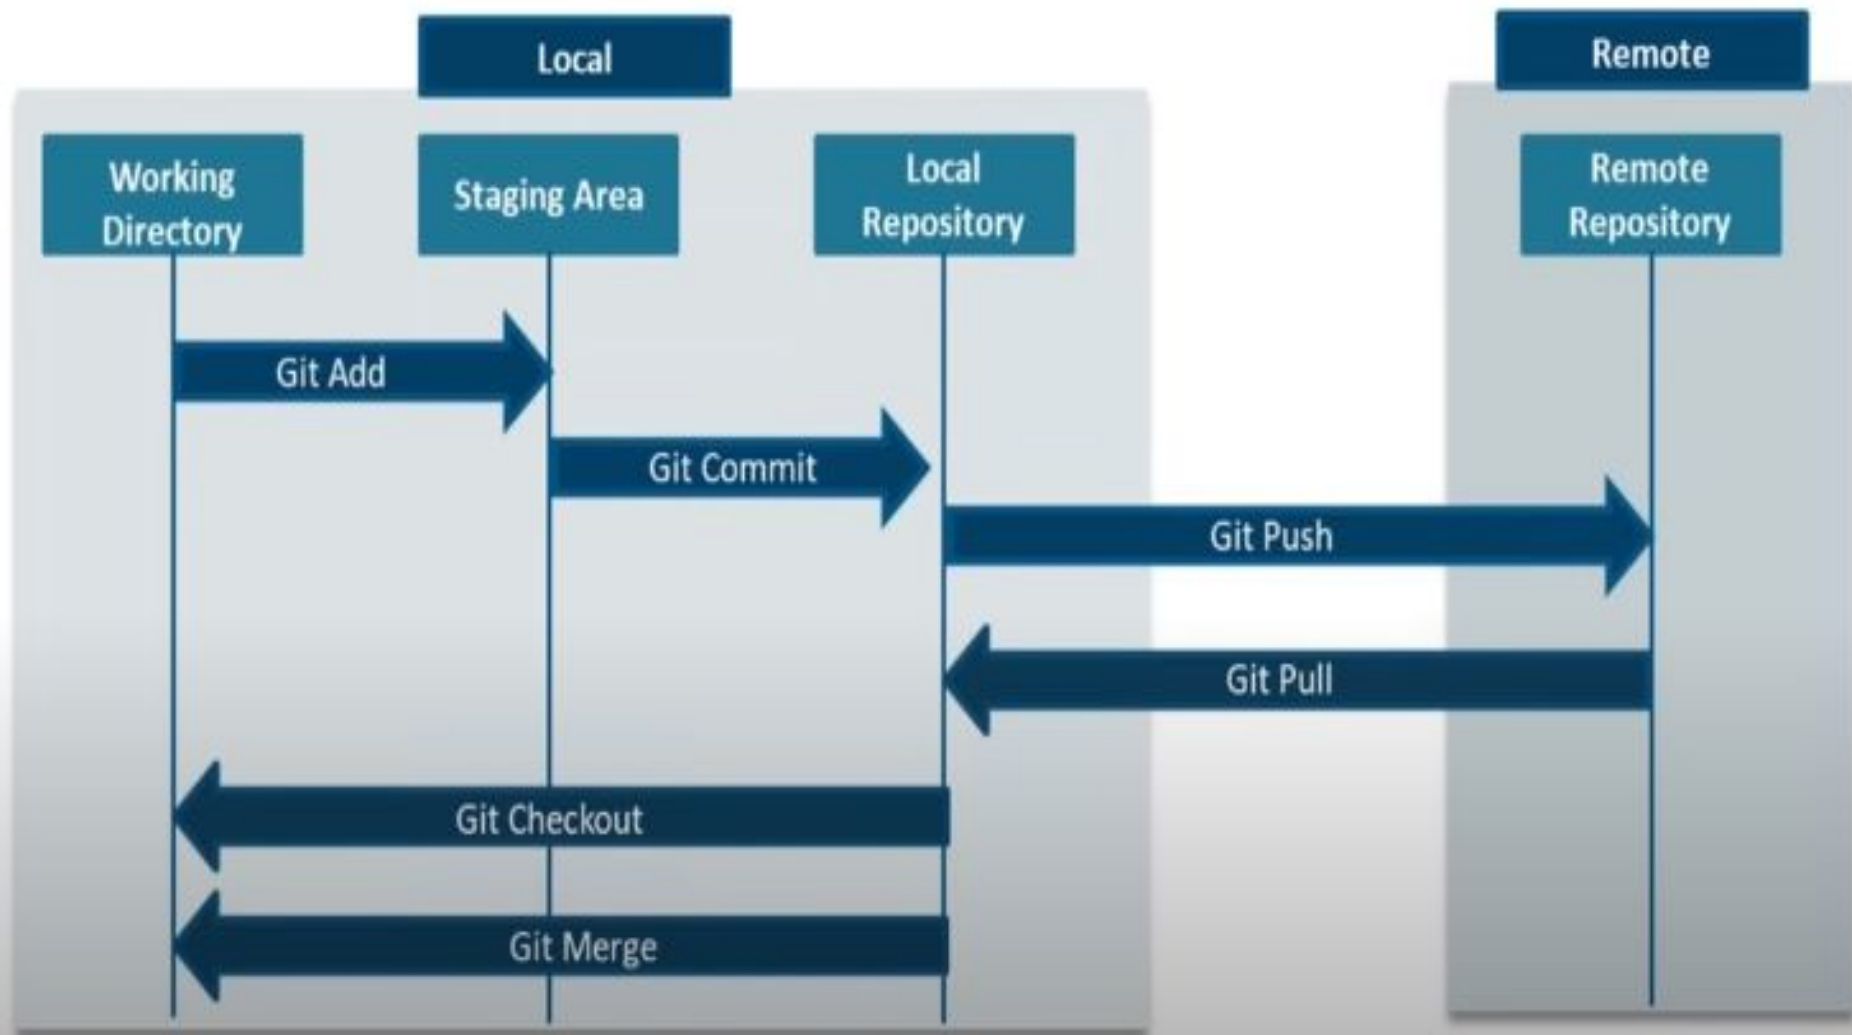 Local
Remote
Working
Directory
Staging Area
Local
Repository
Remote
Repository
Git Add
Git Commit
Git Push
Git Pull
Git Checkout
Git Merge